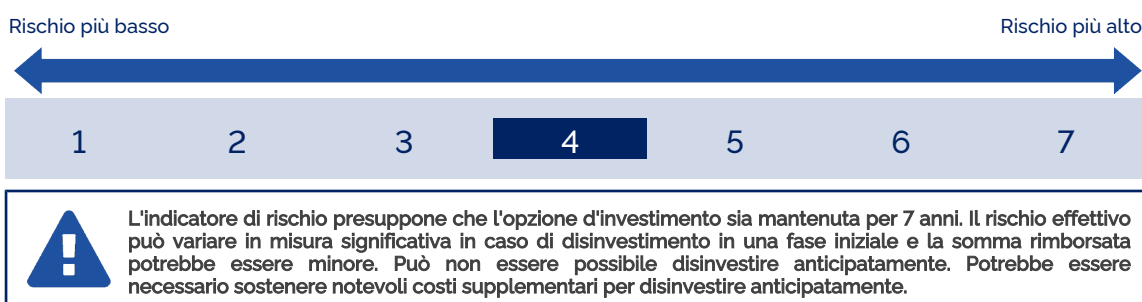 Rischio più basso Rischio più alto
1 2 3 4 5 6 7
L'indicatore di rischio presuppone che l'opzione d'investimento sia mantenuta per 7 anni. Il rischio effettivo
può variare in misura significativa in caso di disinvestimento in una fase iniziale e la somma rimborsata
potrebbe essere minore. Può non essere possibile disinvestire anticipatamente. Potrebbe essere
necessario sostenere notevoli costi supplementari per disinvestire anticipatamente.